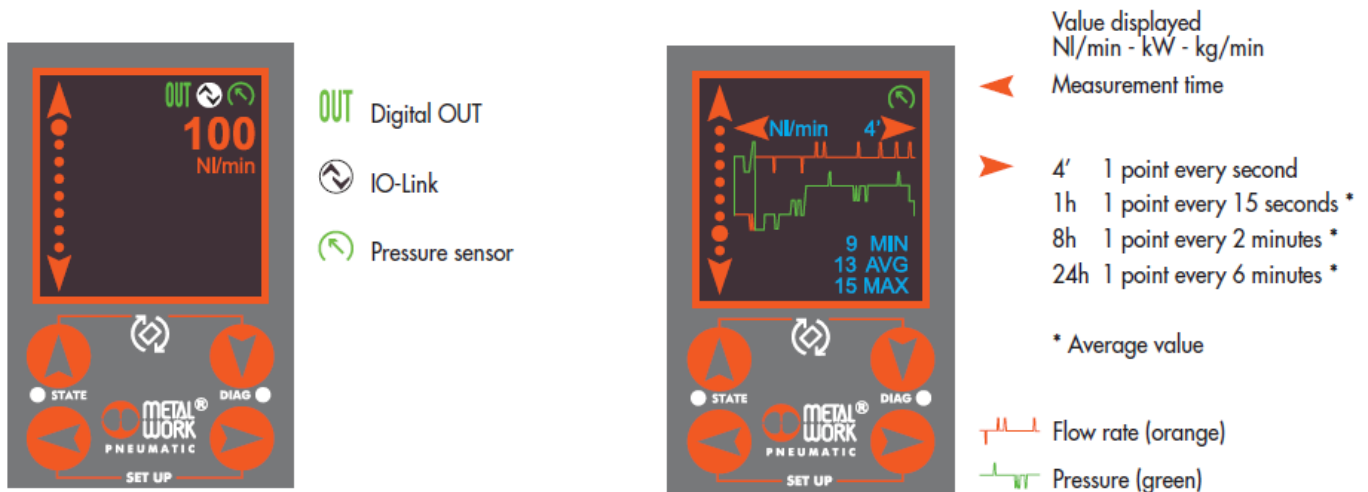 OUT
100
Nl/min
STATE
DIAG
METAL®
WORK
PNEUMATIC
SET UP
OUT Digital OUT
IO-Link
Pressure sensor
Nl/min 4'
9 MIN
13 AVG
15 MAX
STATE
DIAG
METAL®
WORK
PNEUMATIC
SET UP
Value displayed
Nl/min - kW - kg/min
Measurement time
4' 1 point every second
1h 1 point every 15 seconds *
8h 1 point every 2 minutes *
24h 1 point every 6 minutes *
* Average value
Flow rate (orange)
Pressure (green)